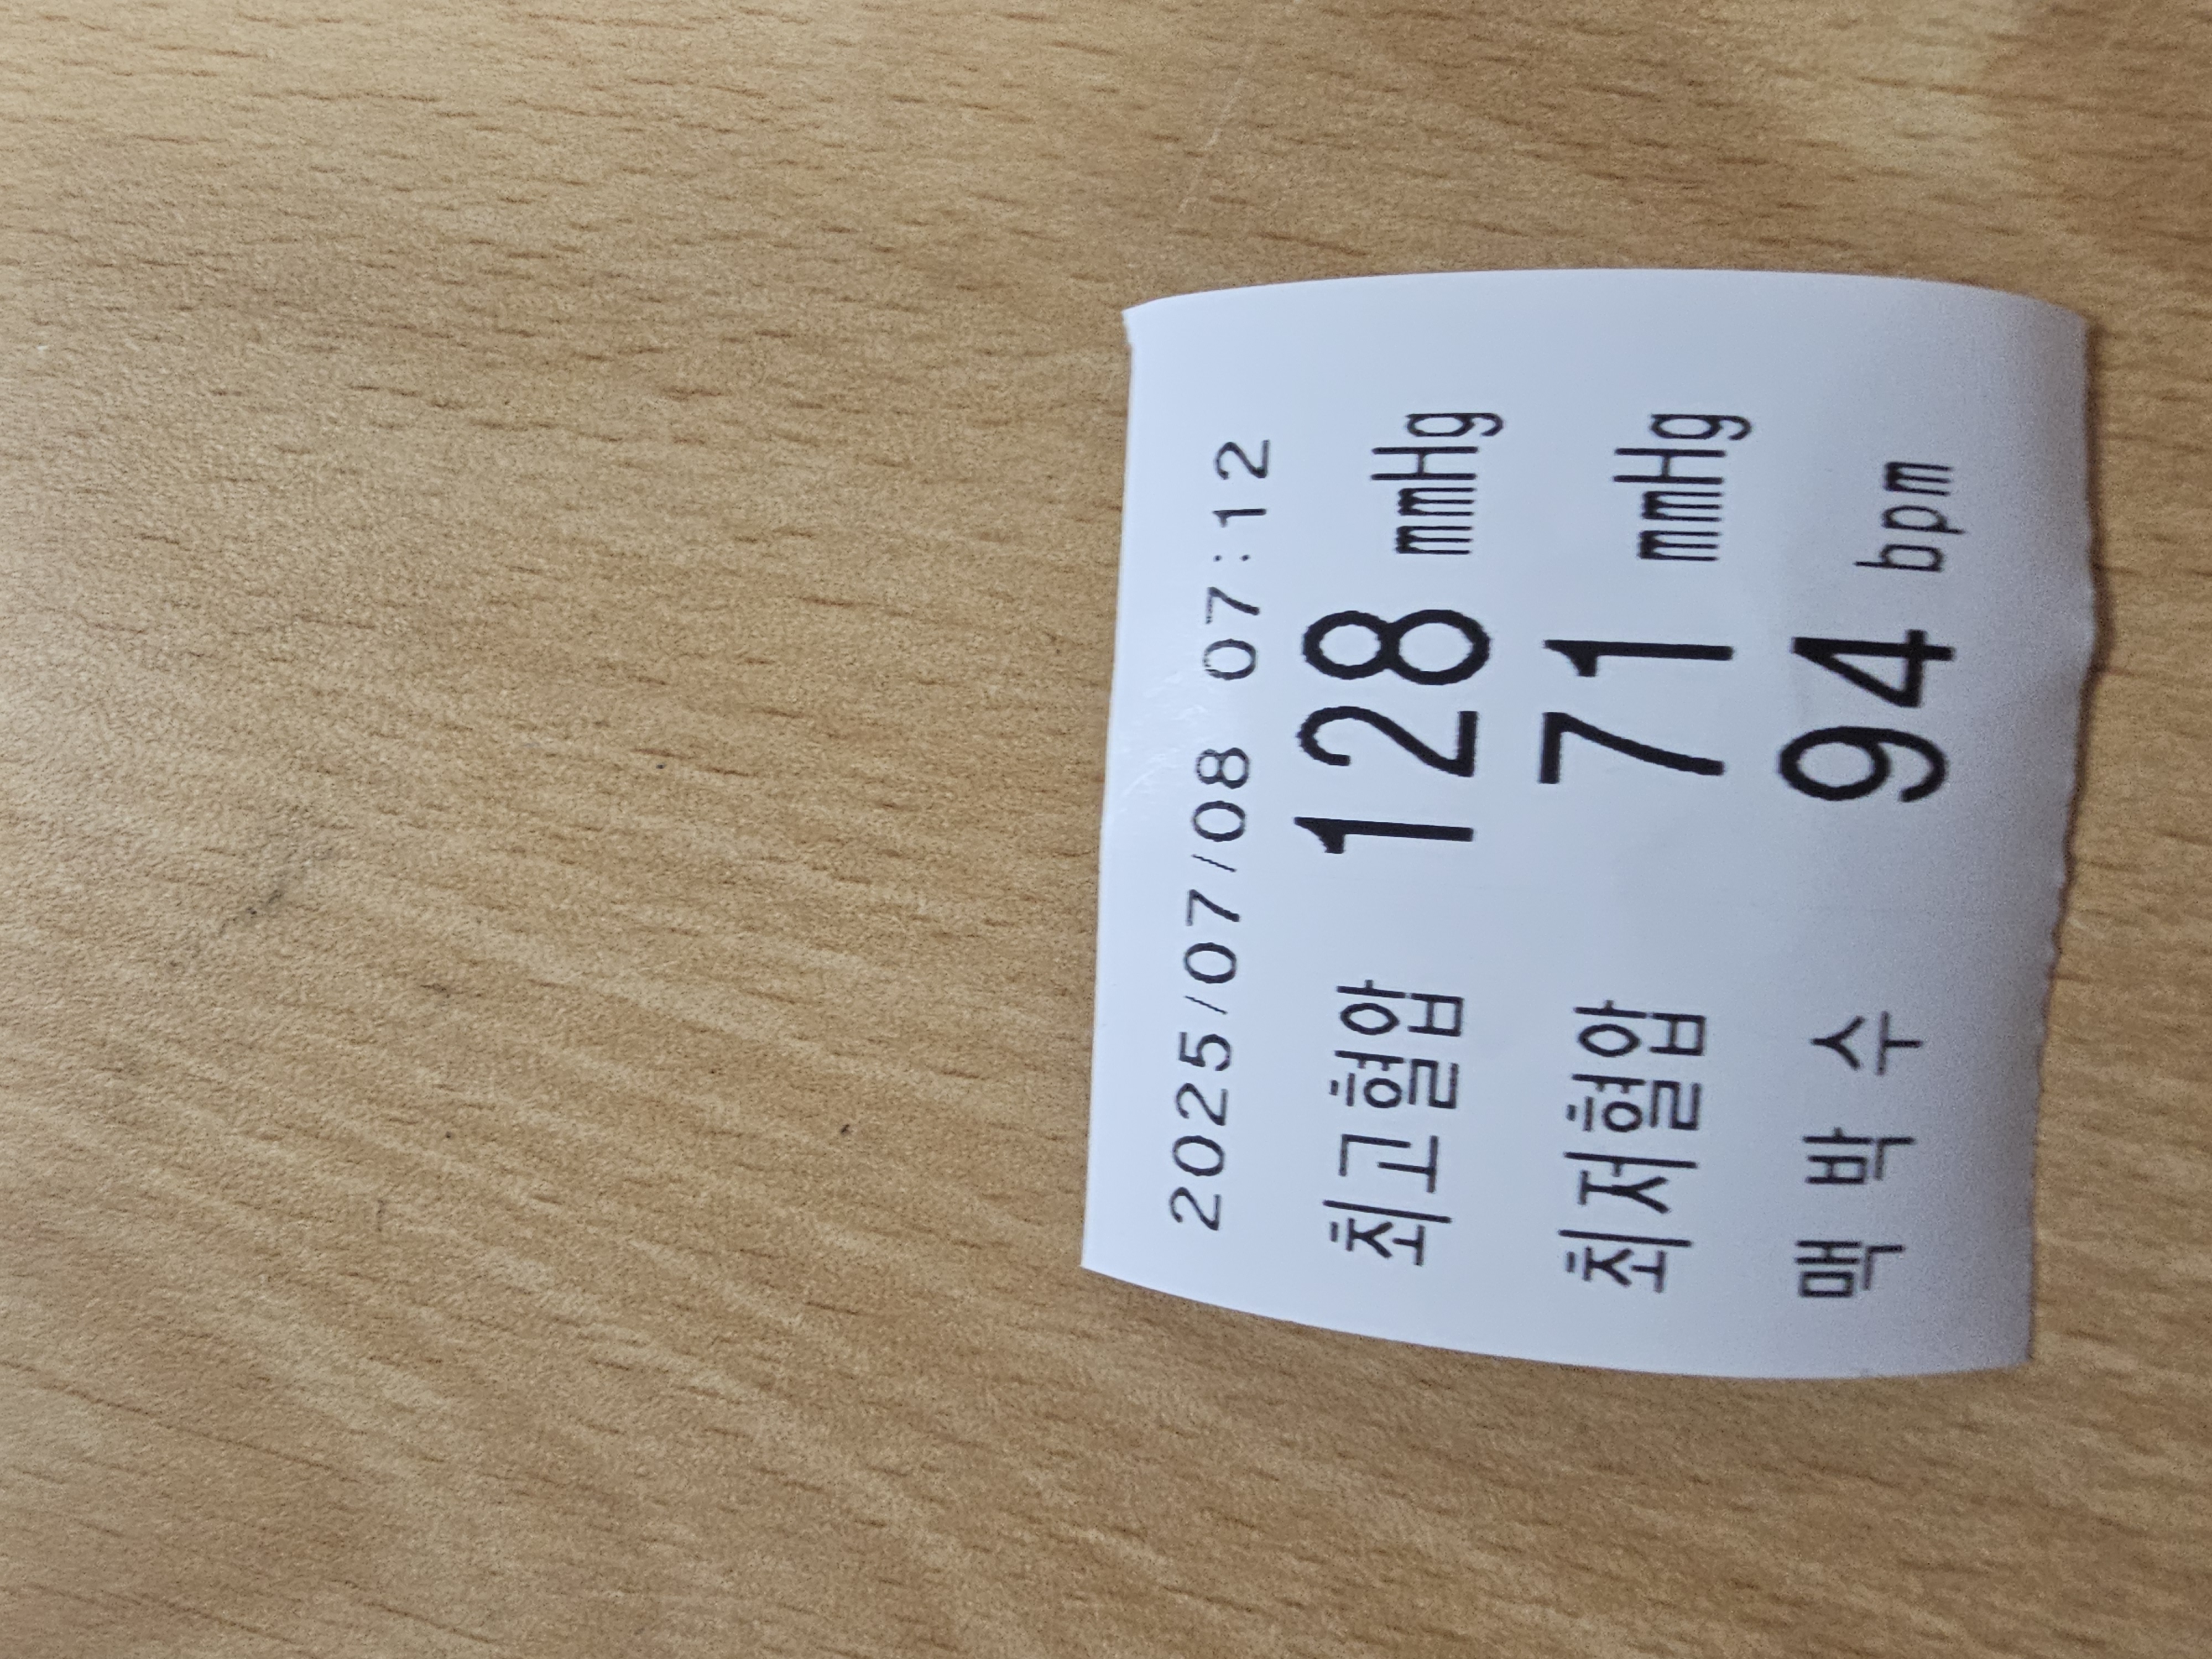 2025/07/08 07:12
최고혈압 128 mmHg
최저혈압 71 mmHg
맥 박 수 94 bpm